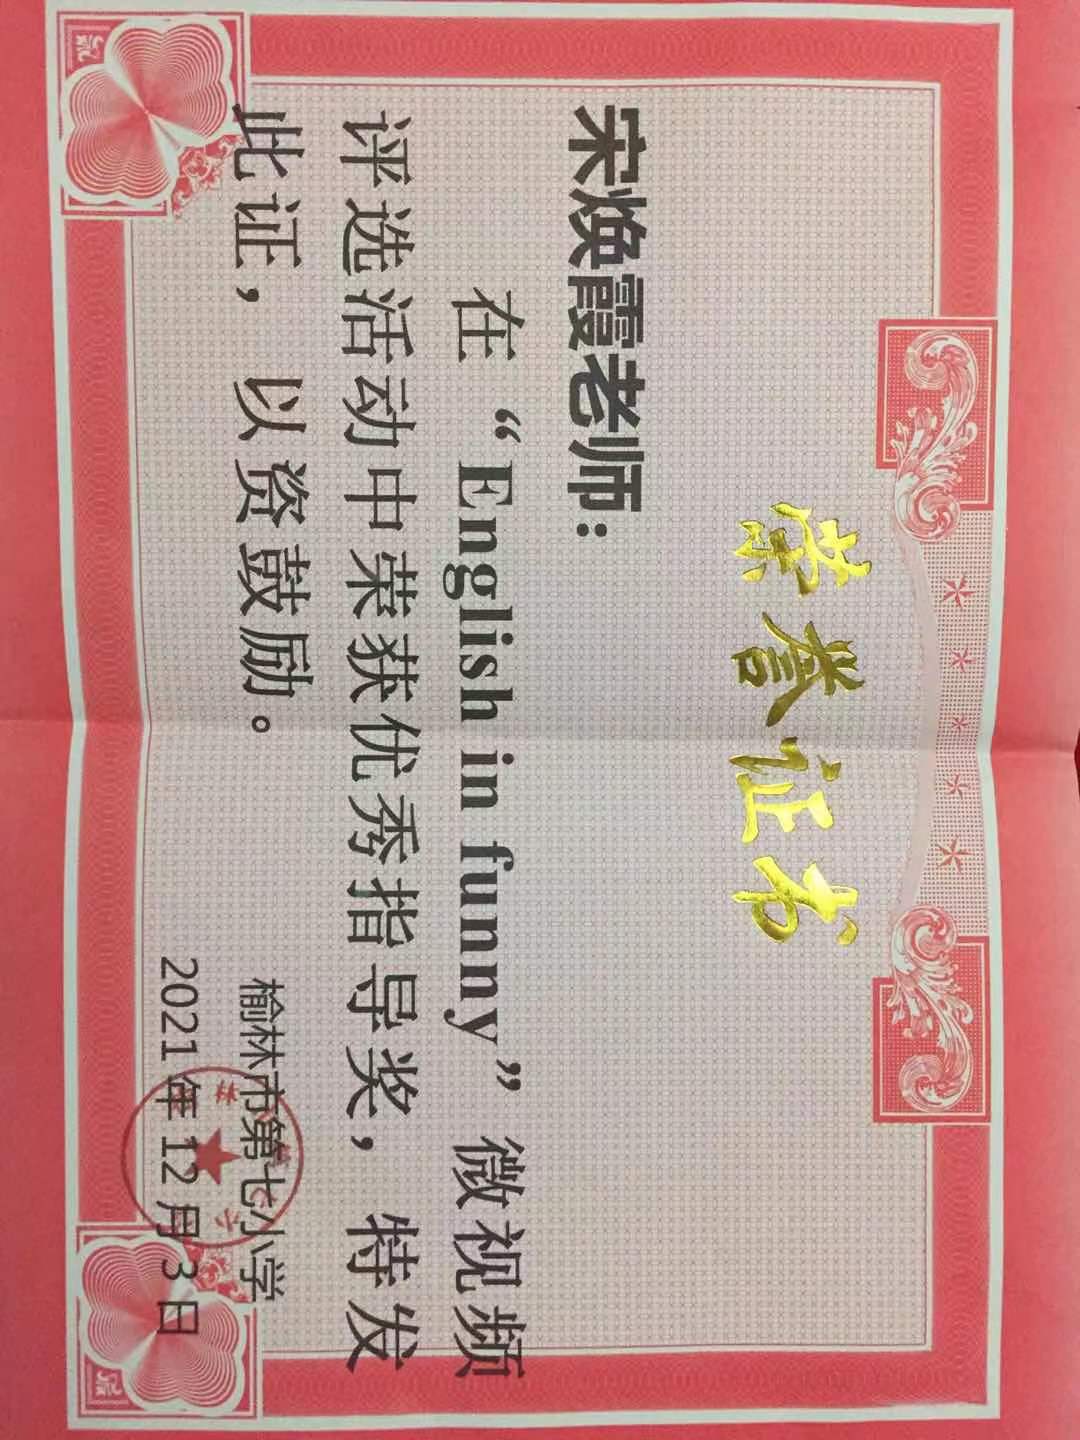 荣誉证书
宋焕霞老师:
在“English in funny”微视频
评选活动中荣获优秀指导奖，特发
此证，以资鼓励。
榆林市第七小学
2021年12月3日